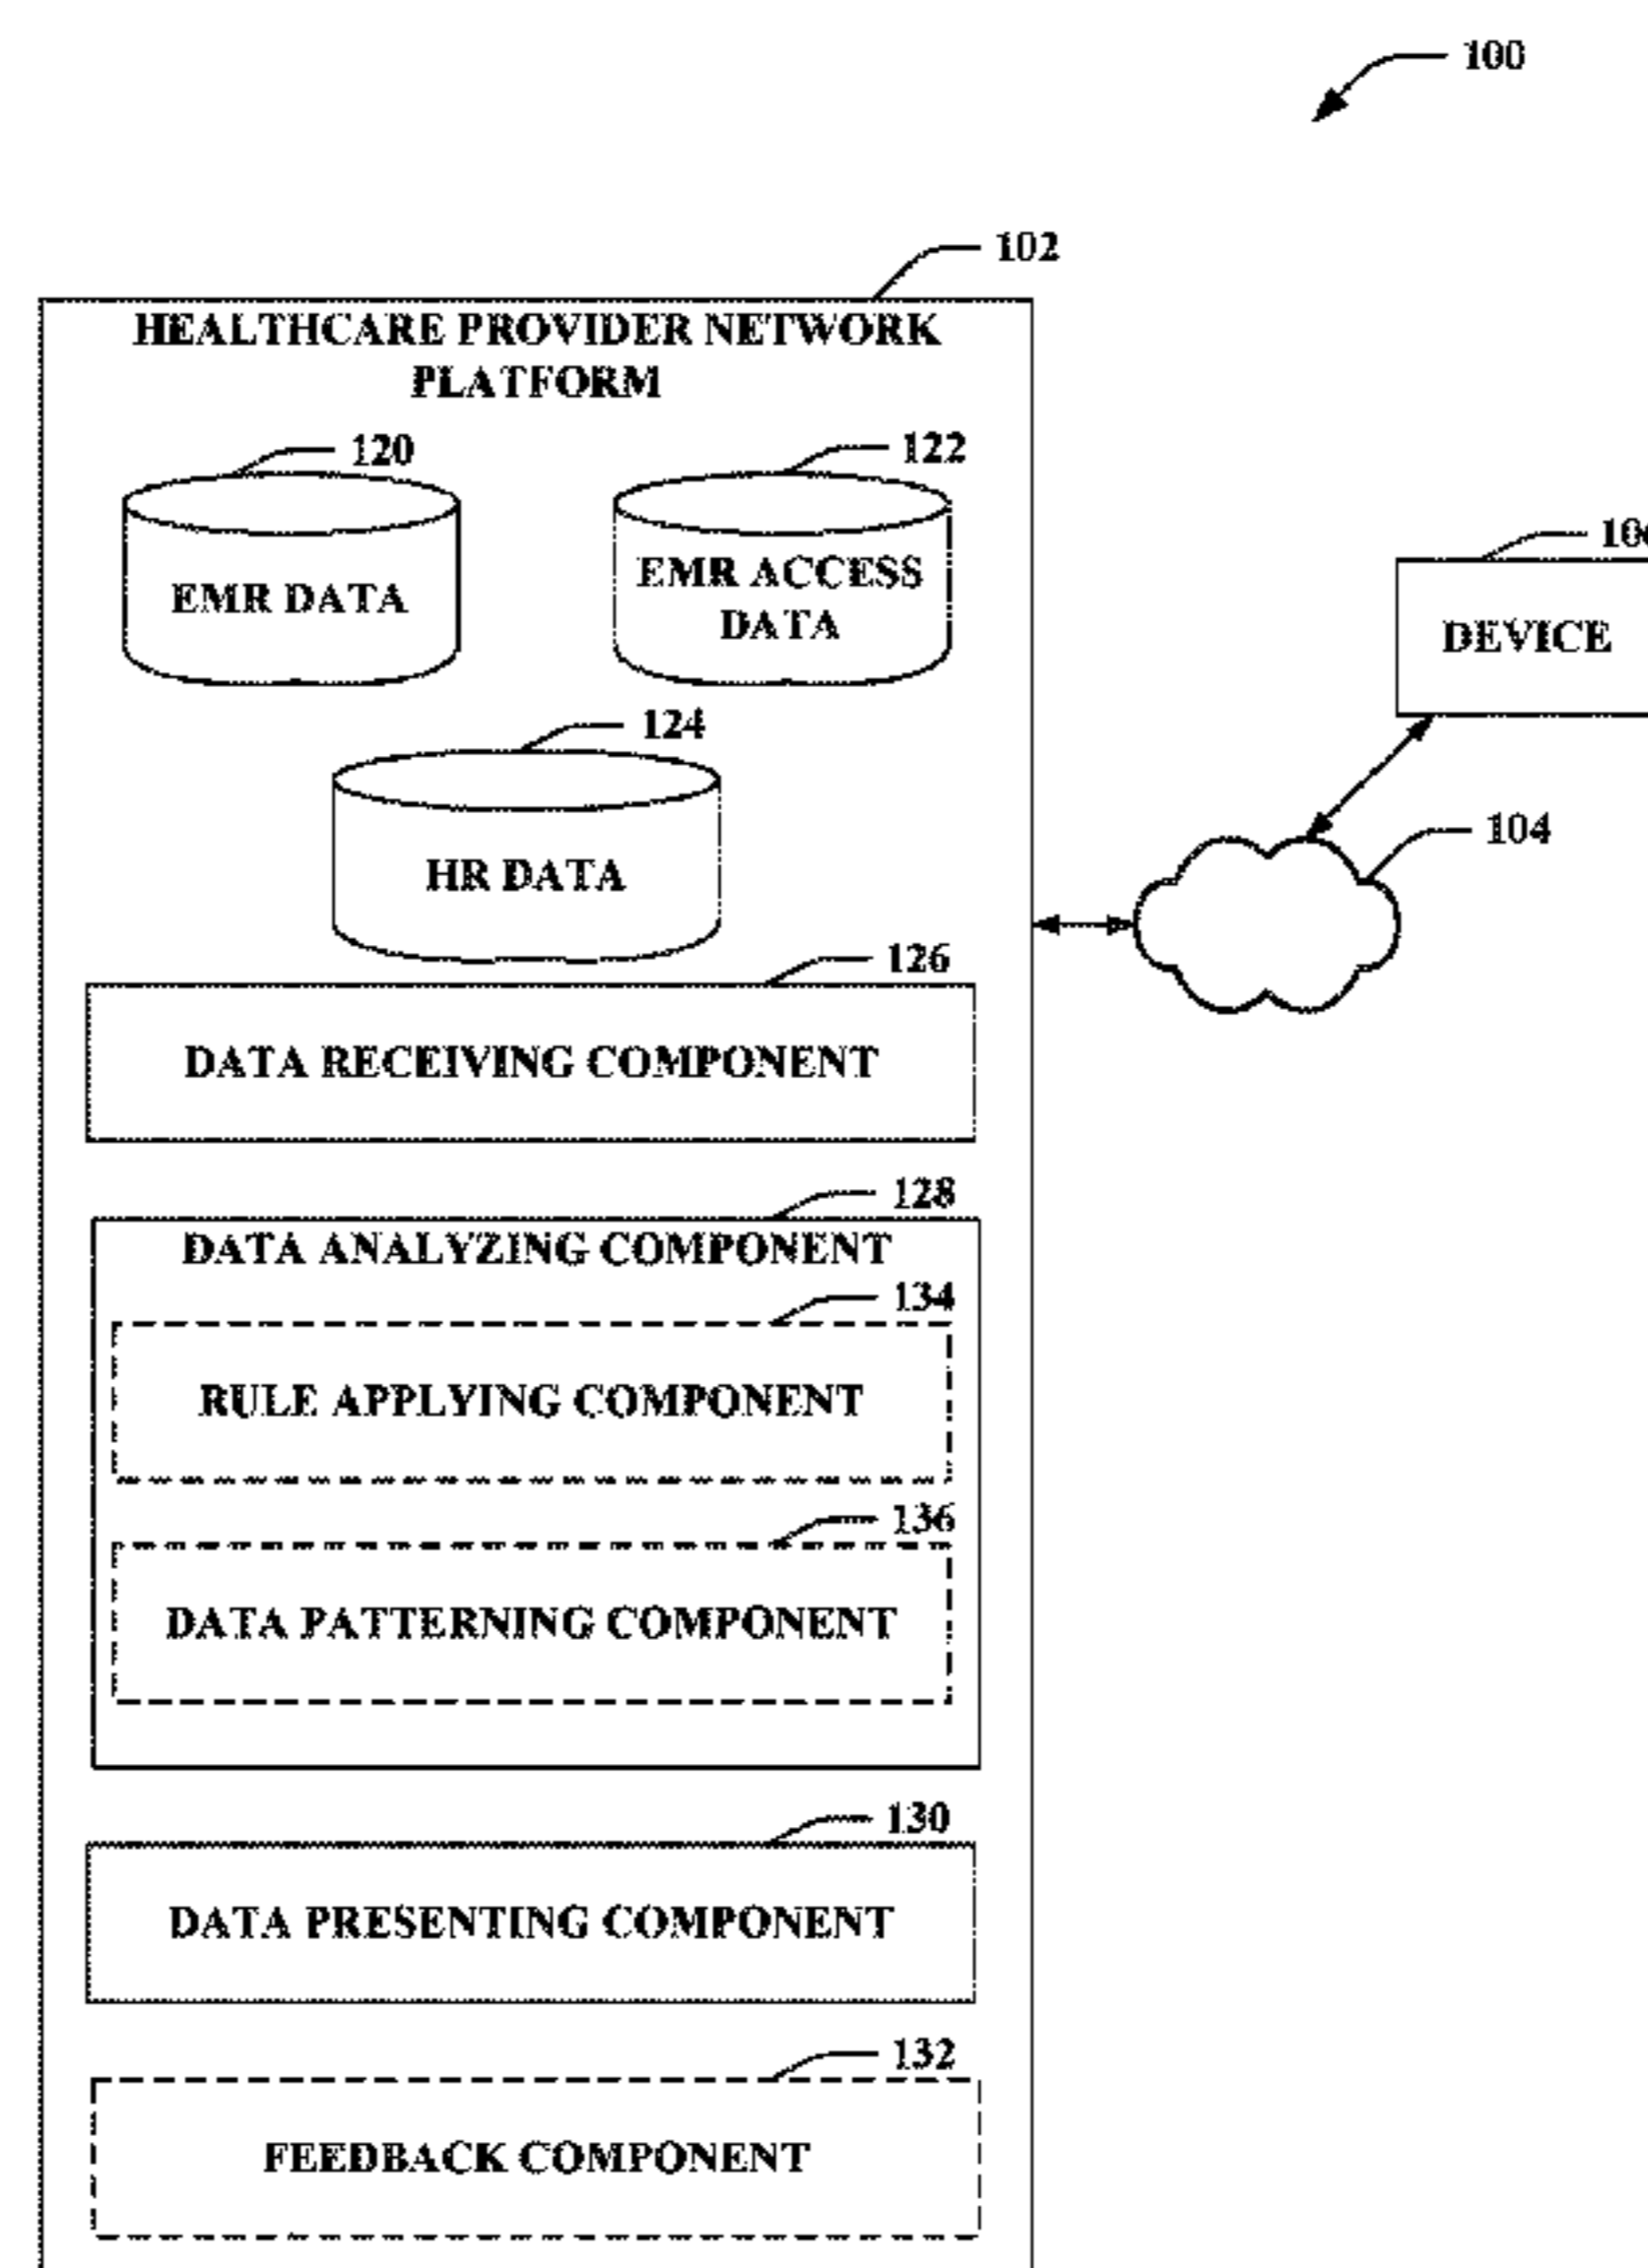 100
102
HEALTHCARE PROVIDER NETWORK
PLATFORM
120
122
EMR DATA
EMR ACCESS
DATA
DEVICE
124
HR DATA
104
126
DATA RECEIVING COMPONENT
128
DATA ANALYZING COMPONENT
134
RULE APPLYING COMPONENT
136
DATA PATTERNING COMPONENT
130
DATA PRESENTING COMPONENT
132
FEEDBACK COMPONENT